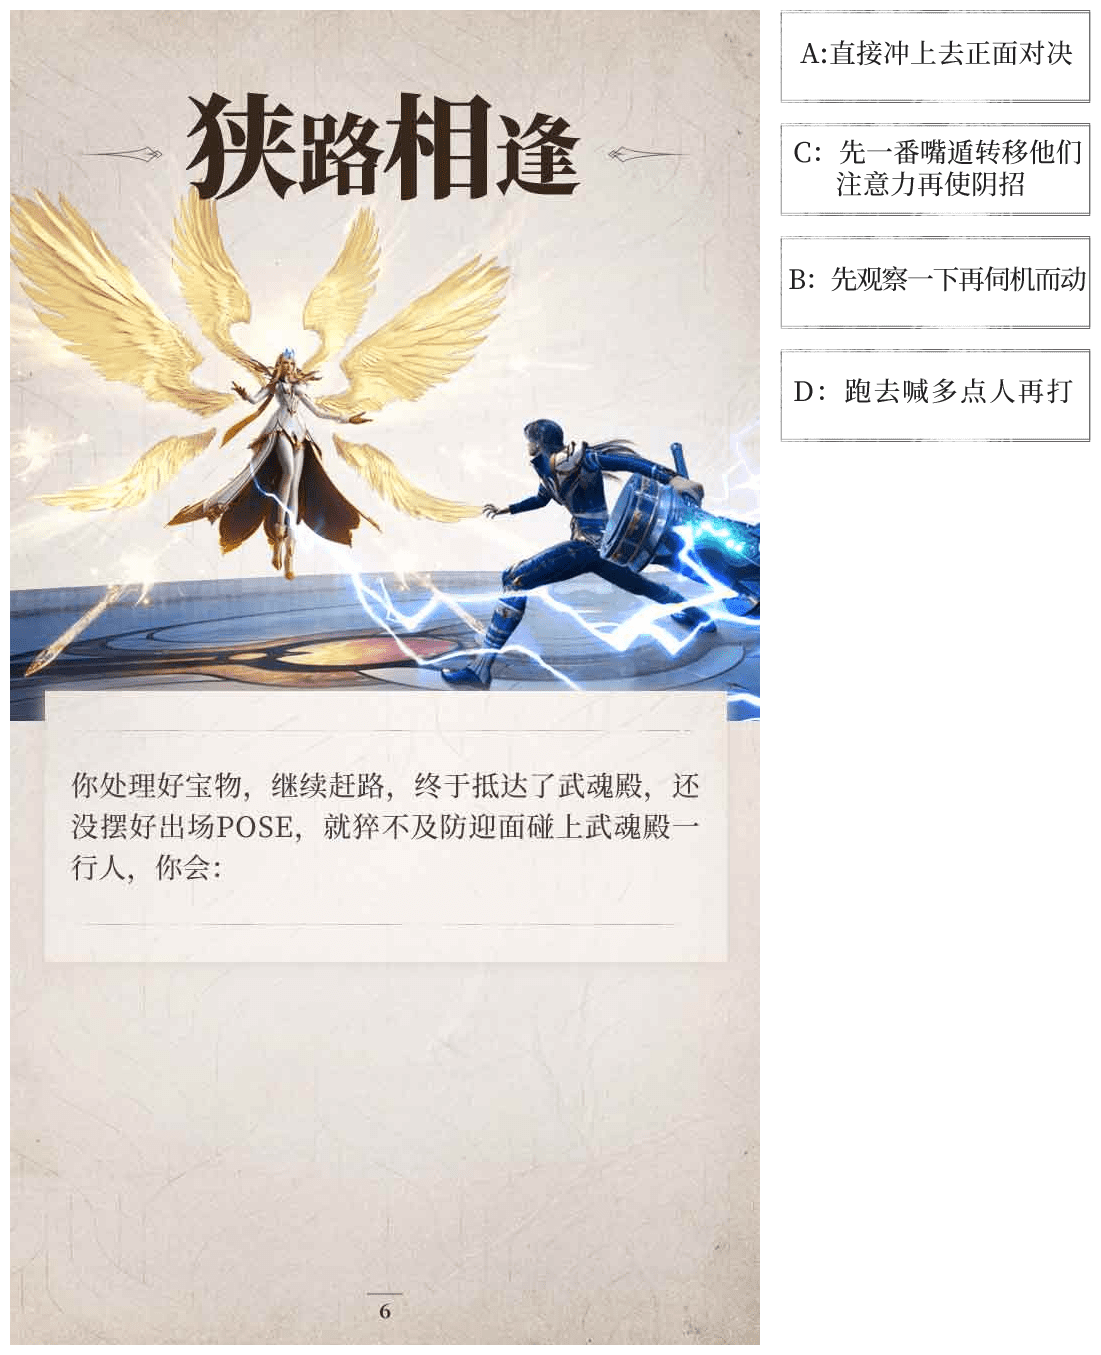 狭路相逢
你处理好宝物，继续赶路，终于抵达了武魂殿，还
没摆好出场POSE，就猝不及防迎面碰上武魂殿一
行人，你会：
6
A:直接冲上去正面对决
C：先一番嘴遁转移他们
注意力再使阴招
B：先观察一下再伺机而动
D：跑去喊多点人再打